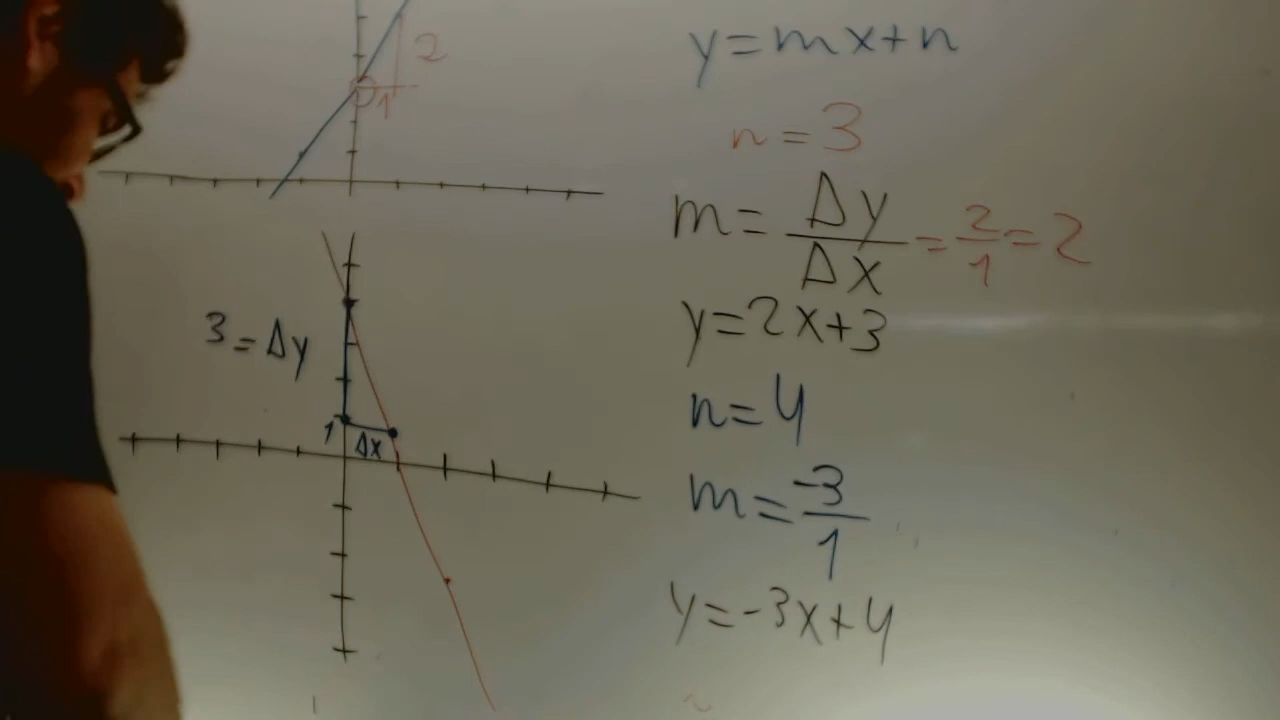 2
1
y=mx+n
n=3
m=Δy/Δx=2/1=2
y=2x+3
3=Δy
1
Δx
n=4
m=-3/1
y=-3x+4